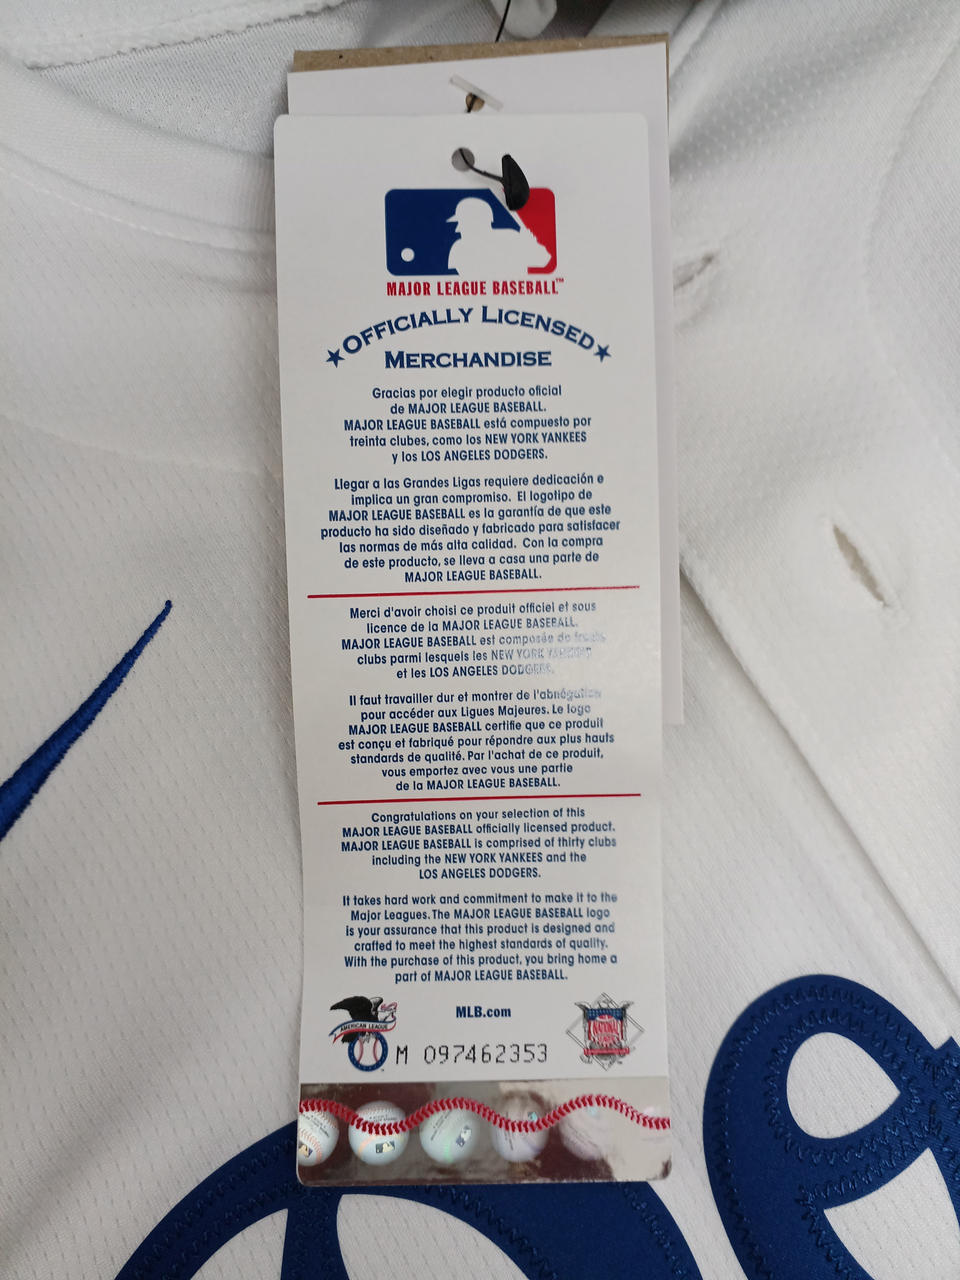 MAJOR LEAGUE BASEBALL™
★OFFICIALLY LICENSED★
MERCHANDISE
Gracias por elegir producto oficial
de MAJOR LEAGUE BASEBALL.
MAJOR LEAGUE BASEBALL está compuesto por
treinta clubes, como los NEW YORK YANKEES
y los LOS ANGELES DODGERS.
Llegar a las Grandes Ligas requiere dedicación e
implica un gran compromiso. El logotipo de
MAJOR LEAGUE BASEBALL es la garantía de que este
producto ha sido diseñado y fabricado para satisfacer
las normas de más alta calidad. Con la compra
de este producto, se lleva a casa una parte de
MAJOR LEAGUE BASEBALL.
Merci d'avoir choisi ce produit officiel et sous
licence de la MAJOR LEAGUE BASEBALL.
MAJOR LEAGUE BASEBALL est composée de trente
clubs parmi lesquels les NEW YORK YANKEES
et les LOS ANGELES DODGERS.
Il faut travailler dur et montrer de l'abnégation
pour accéder aux Ligues Majeures. Le logo
MAJOR LEAGUE BASEBALL certifie que ce produit
est conçu et fabriqué pour répondre aux plus hauts
standards de qualité. Par l'achat de ce produit,
vous emportez avec vous une partie
de la MAJOR LEAGUE BASEBALL.
Congratulations on your selection of this
MAJOR LEAGUE BASEBALL officially licensed product.
MAJOR LEAGUE BASEBALL is comprised of thirty clubs
including the NEW YORK YANKEES and the
LOS ANGELES DODGERS.
It takes hard work and commitment to make it to the
Major Leagues. The MAJOR LEAGUE BASEBALL logo
is your assurance that this product is designed and
crafted to meet the highest standards of quality.
With the purchase of this product, you bring home a
part of MAJOR LEAGUE BASEBALL.
MLB.com
AMERICAN LEAGUE
NATIONAL LEAGUE
M 097462353